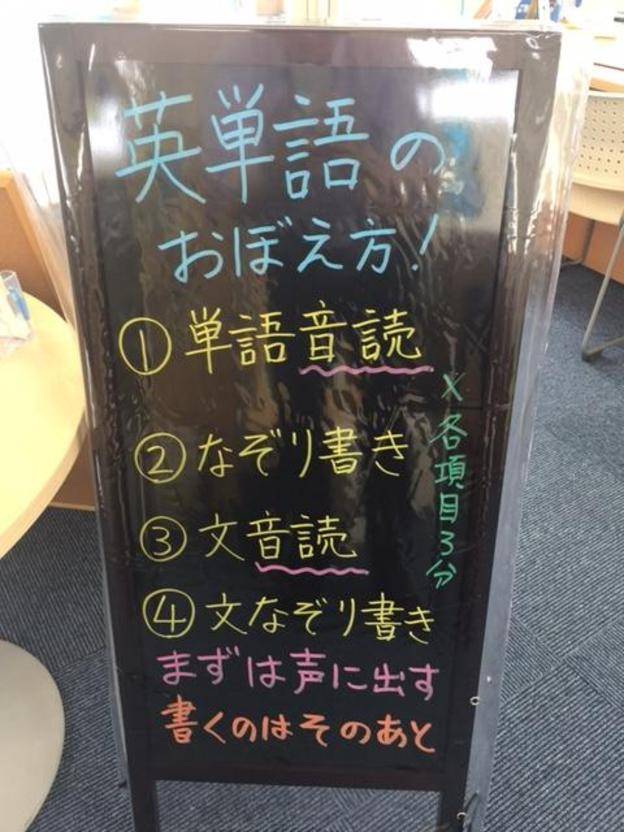 英単語の
おぼえ方!
①単語音読
②なぞり書き
③文音読
④文なぞり書き
×各項目3分
まずは声に出す
書くのはそのあと